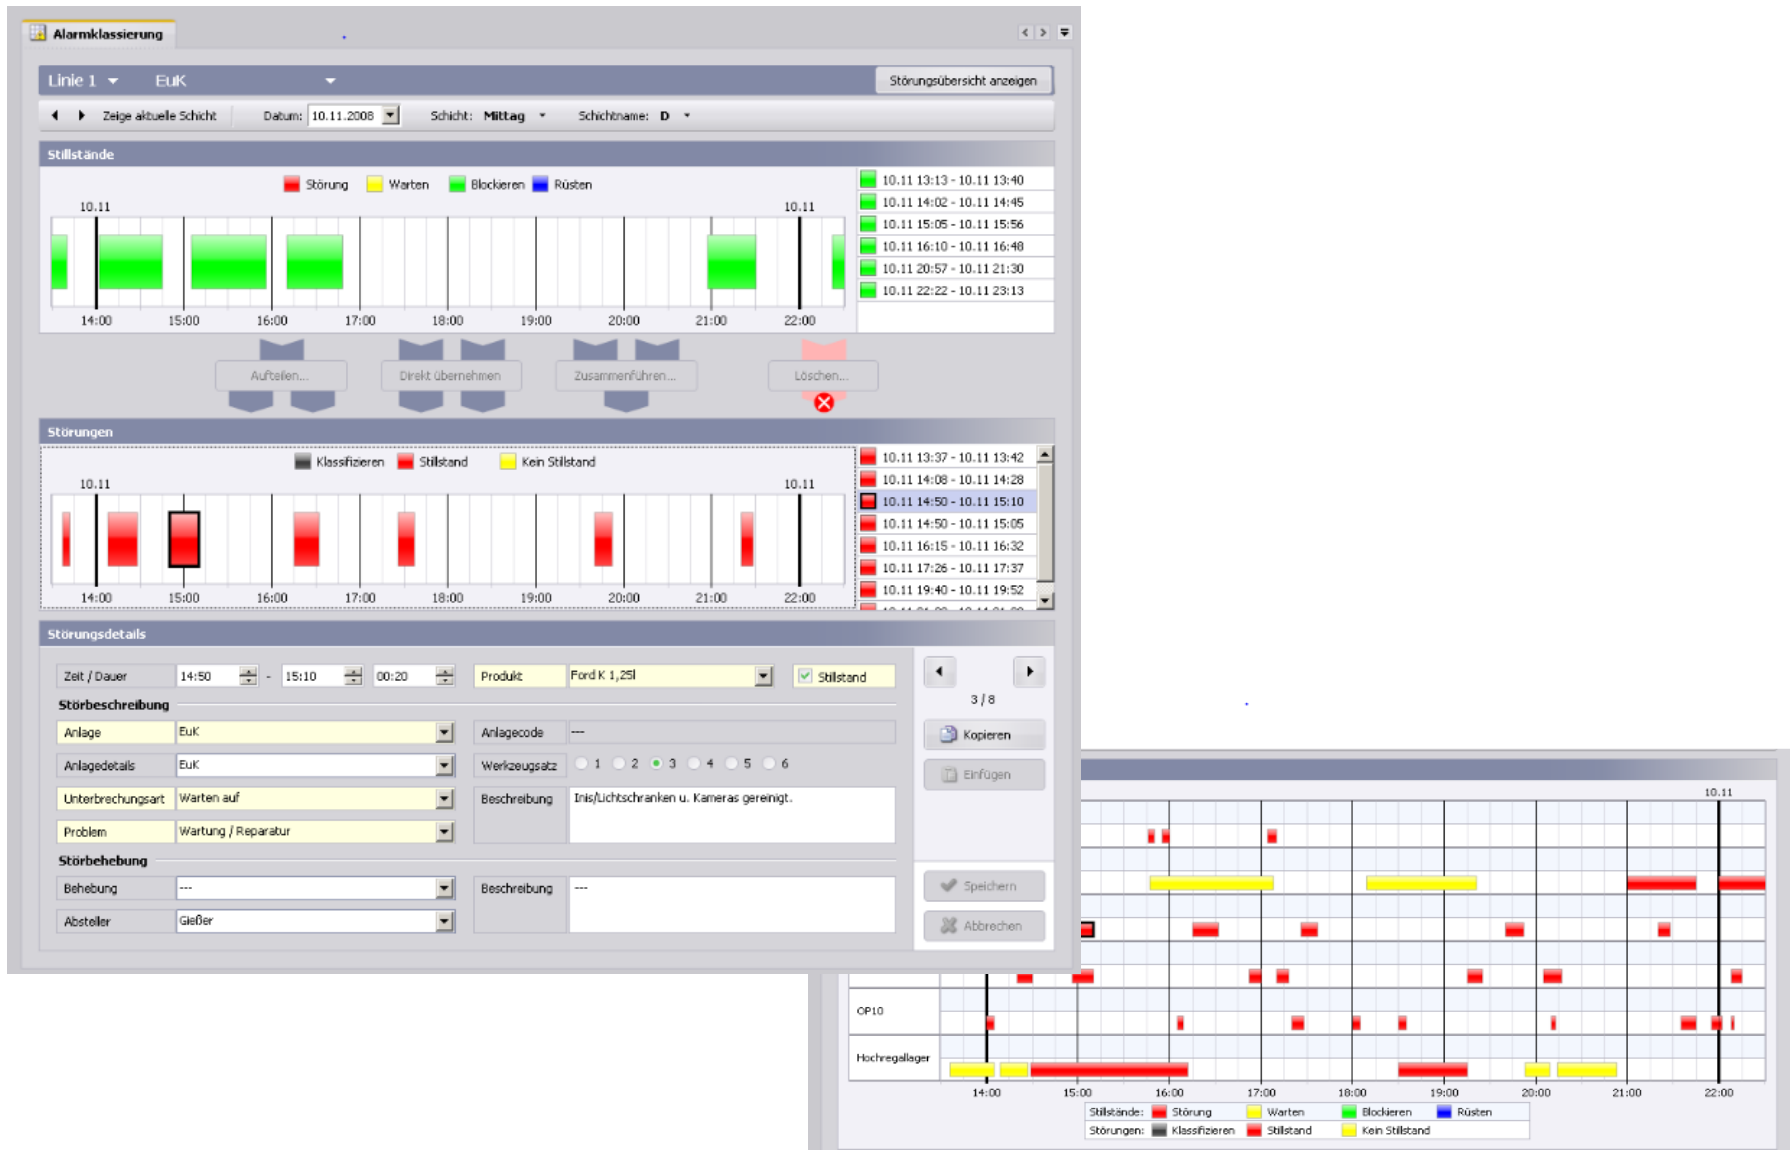 Alarmklassierung
Linie 1 EuK Störungsübersicht anzeigen
Zeige aktuelle Schicht Datum: 10.11.2008 Schicht: Mittag Schichtname: D
Stillstände
Störung Warten Blockieren Rüsten
10.11 10.11
14:00 15:00 16:00 17:00 18:00 19:00 20:00 21:00 22:00
10.11 13:13 - 10.11 13:40
10.11 14:02 - 10.11 14:45
10.11 15:05 - 10.11 15:56
10.11 16:10 - 10.11 16:48
10.11 20:57 - 10.11 21:30
10.11 22:22 - 10.11 23:13
Aufteilen... Direkt übernehmen Zusammenführen... Löschen...
Störungen
Klassifizieren Stillstand Kein Stillstand
10.11 10.11
14:00 15:00 16:00 17:00 18:00 19:00 20:00 21:00 22:00
10.11 13:37 - 10.11 13:42
10.11 14:08 - 10.11 14:28
10.11 14:50 - 10.11 15:10
10.11 14:50 - 10.11 15:05
10.11 16:15 - 10.11 16:32
10.11 17:26 - 10.11 17:37
10.11 19:40 - 10.11 19:52
Störungsdetails
Zeit / Dauer 14:50 - 15:10 00:20 Produkt Ford K 1,25l Stillstand
3 / 8
Störbeschreibung
Anlage EuK Anlagecode ---
Kopieren
Anlagedetails EuK Werkzeugsatz 1 2 3 4 5 6
Einfügen
Unterbrechungsart Warten auf Beschreibung Inis/Lichtschranken u. Kameras gereinigt.
Problem Wartung / Reparatur
Störbehebung
Behebung --- Beschreibung ---
Speichern
Absteller Gießer
Abbrechen
10.11
OP10
Hochregallager
14:00 15:00 16:00 17:00 18:00 19:00 20:00 21:00 22:00
Stillstände: Störung Warten Blockieren Rüsten
Störungen: Klassifizieren Stillstand Kein Stillstand